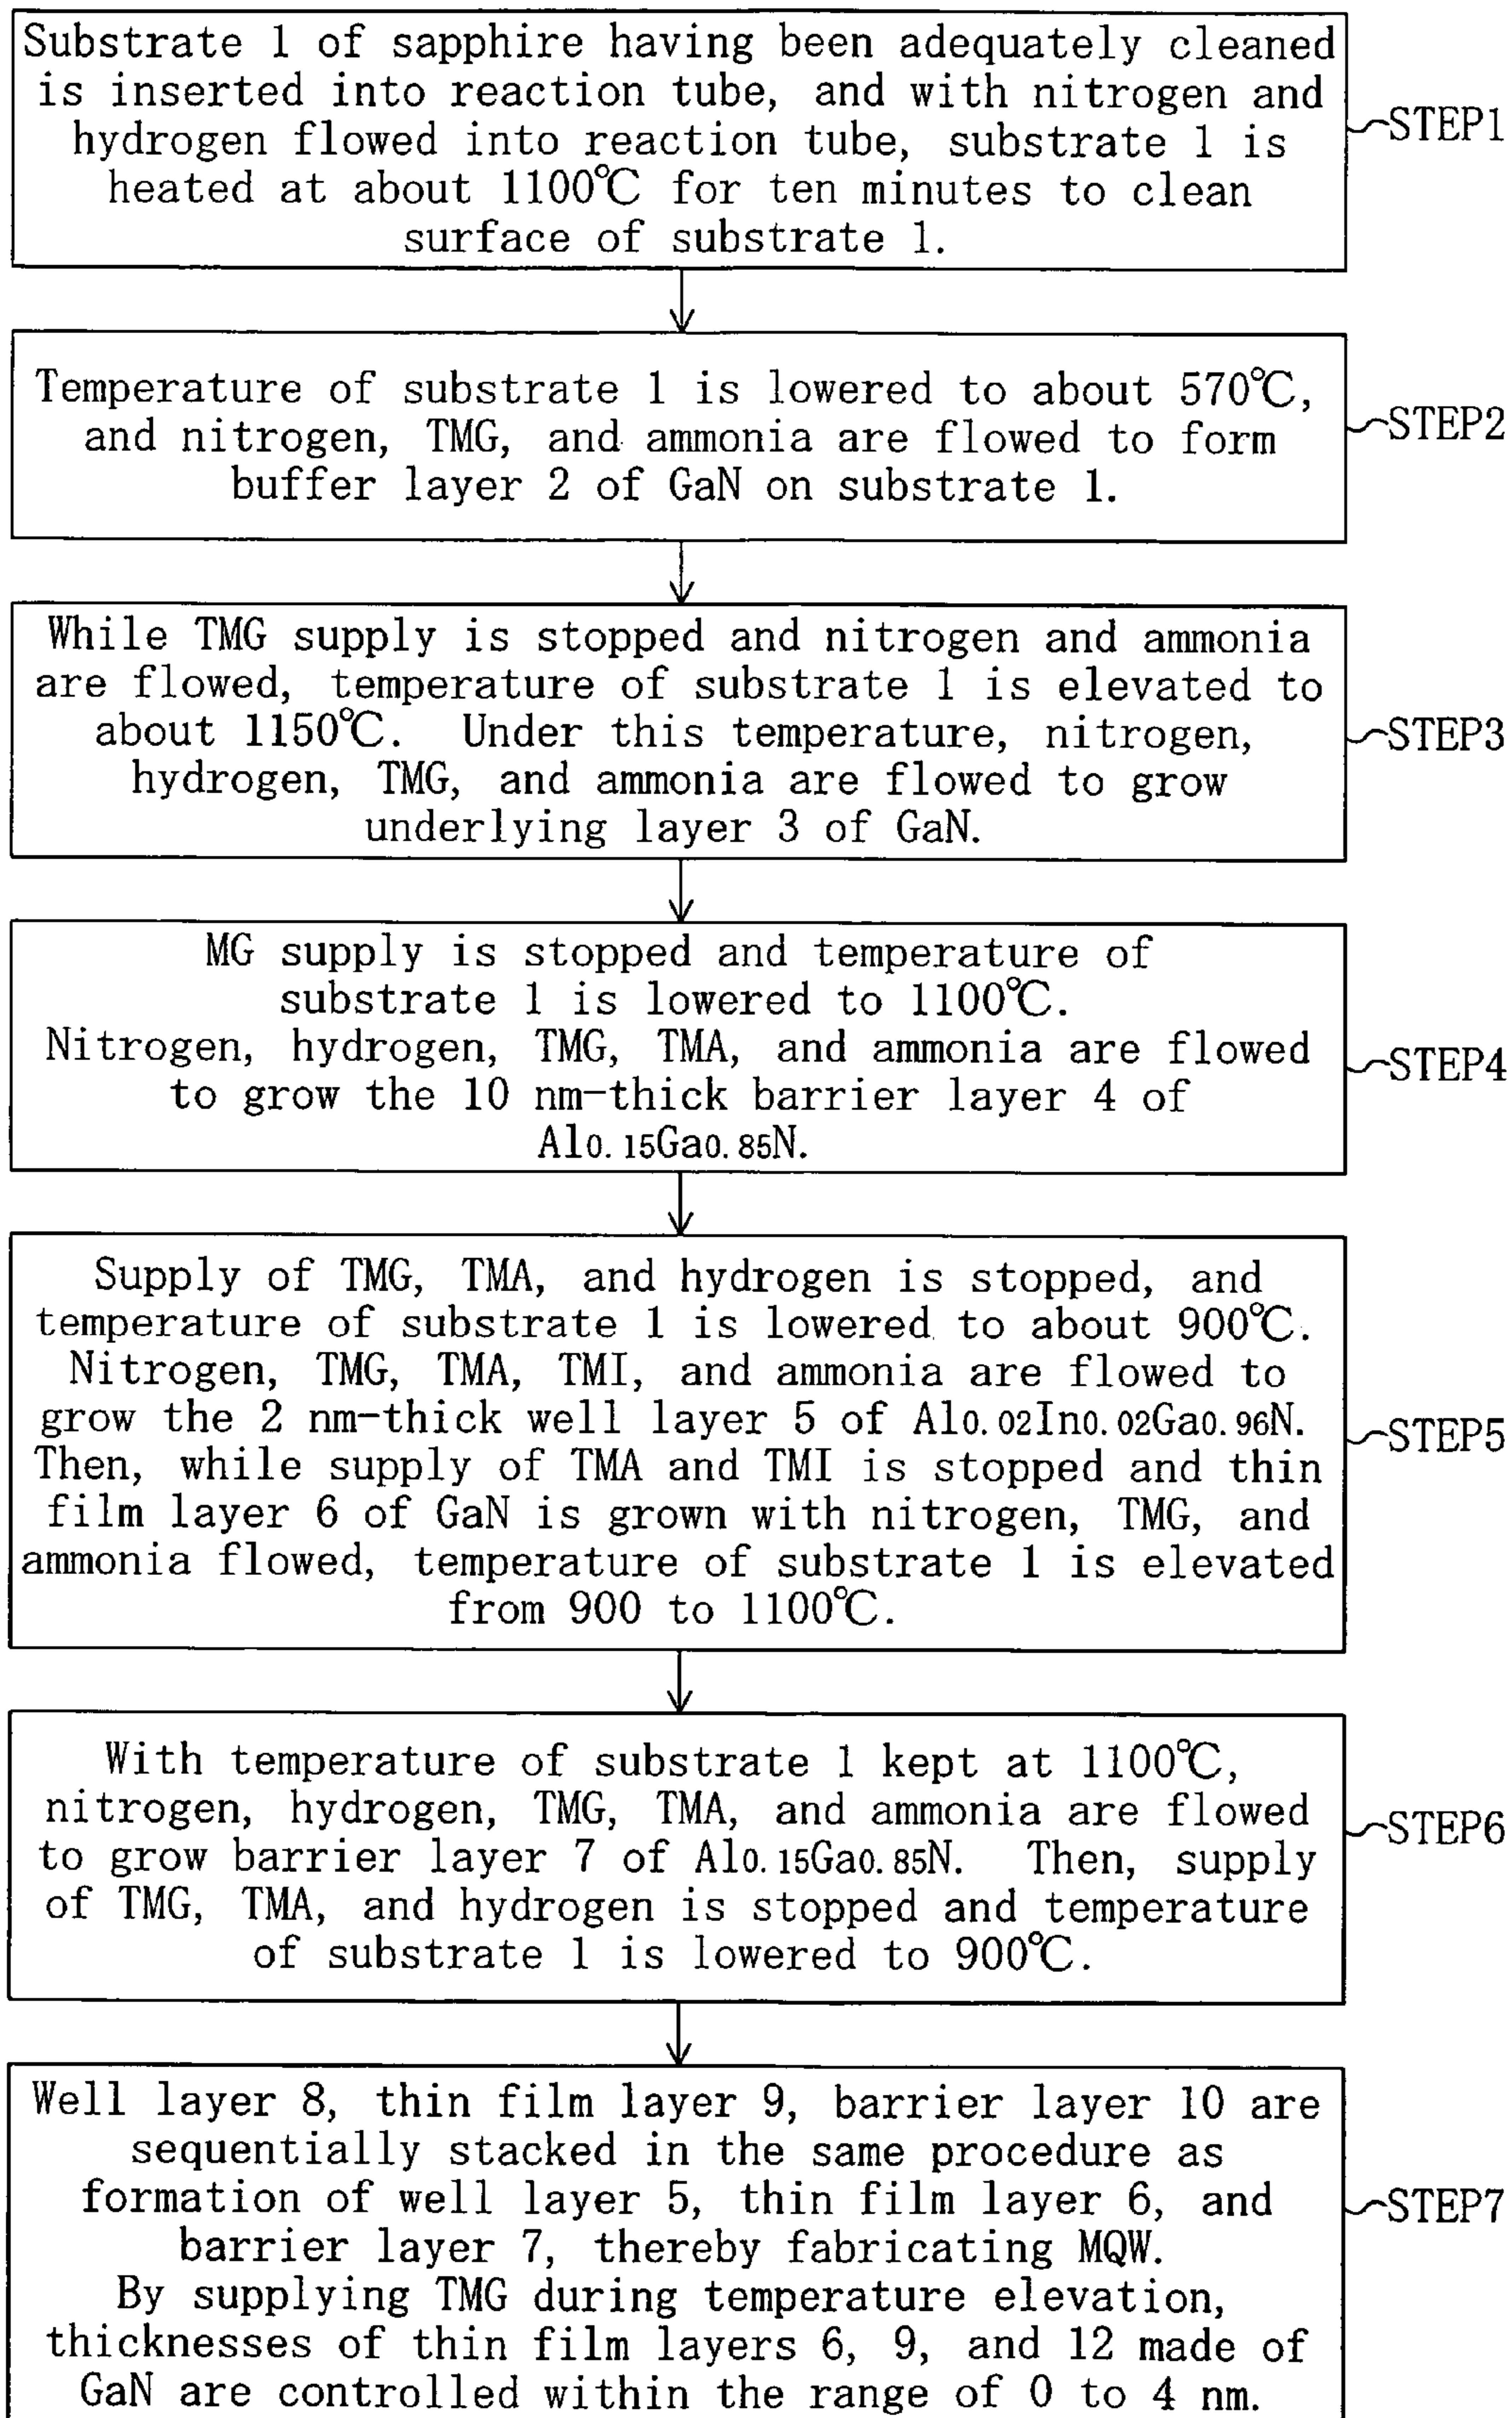 Substrate 1 of sapphire having been adequately cleaned
is inserted into reaction tube, and with nitrogen and
hydrogen flowed into reaction tube, substrate 1 is
heated at about 1100℃ for ten minutes to clean
surface of substrate 1.
STEP1
Temperature of substrate 1 is lowered to about 570℃,
and nitrogen, TMG, and ammonia are flowed to form
buffer layer 2 of GaN on substrate 1.
STEP2
While TMG supply is stopped and nitrogen and ammonia
are flowed, temperature of substrate 1 is elevated to
about 1150℃. Under this temperature, nitrogen,
hydrogen, TMG, and ammonia are flowed to grow
underlying layer 3 of GaN.
STEP3
MG supply is stopped and temperature of
substrate 1 is lowered to 1100℃.
Nitrogen, hydrogen, TMG, TMA, and ammonia are flowed
to grow the 10 nm-thick barrier layer 4 of
Al0.15Ga0.85N.
STEP4
Supply of TMG, TMA, and hydrogen is stopped, and
temperature of substrate 1 is lowered to about 900℃.
Nitrogen, TMG, TMA, TMI, and ammonia are flowed to
grow the 2 nm-thick well layer 5 of Al0.02In0.02Ga0.96N.
Then, while supply of TMA and TMI is stopped and thin
film layer 6 of GaN is grown with nitrogen, TMG, and
ammonia flowed, temperature of substrate 1 is elevated
from 900 to 1100℃.
STEP5
With temperature of substrate 1 kept at 1100℃,
nitrogen, hydrogen, TMG, TMA, and ammonia are flowed
to grow barrier layer 7 of Al0.15Ga0.85N. Then, supply
of TMG, TMA, and hydrogen is stopped and temperature
of substrate 1 is lowered to 900℃.
STEP6
Well layer 8, thin film layer 9, barrier layer 10 are
sequentially stacked in the same procedure as
formation of well layer 5, thin film layer 6, and
barrier layer 7, thereby fabricating MQW.
By supplying TMG during temperature elevation,
thicknesses of thin film layers 6, 9, and 12 made of
GaN are controlled within the range of 0 to 4 nm.
STEP7